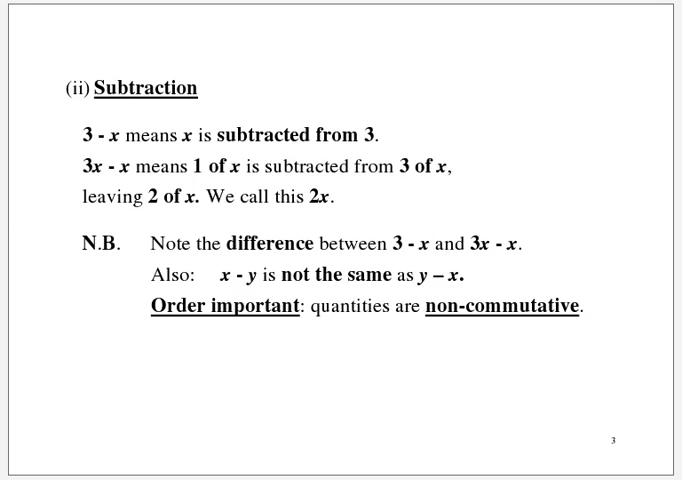 (ii) Subtraction
3 - x means x is subtracted from 3.
3x - x means 1 of x is subtracted from 3 of x,
leaving 2 of x. We call this 2x.
N.B. Note the difference between 3 - x and 3x - x.
Also: x - y is not the same as y – x.
Order important: quantities are non-commutative.
3